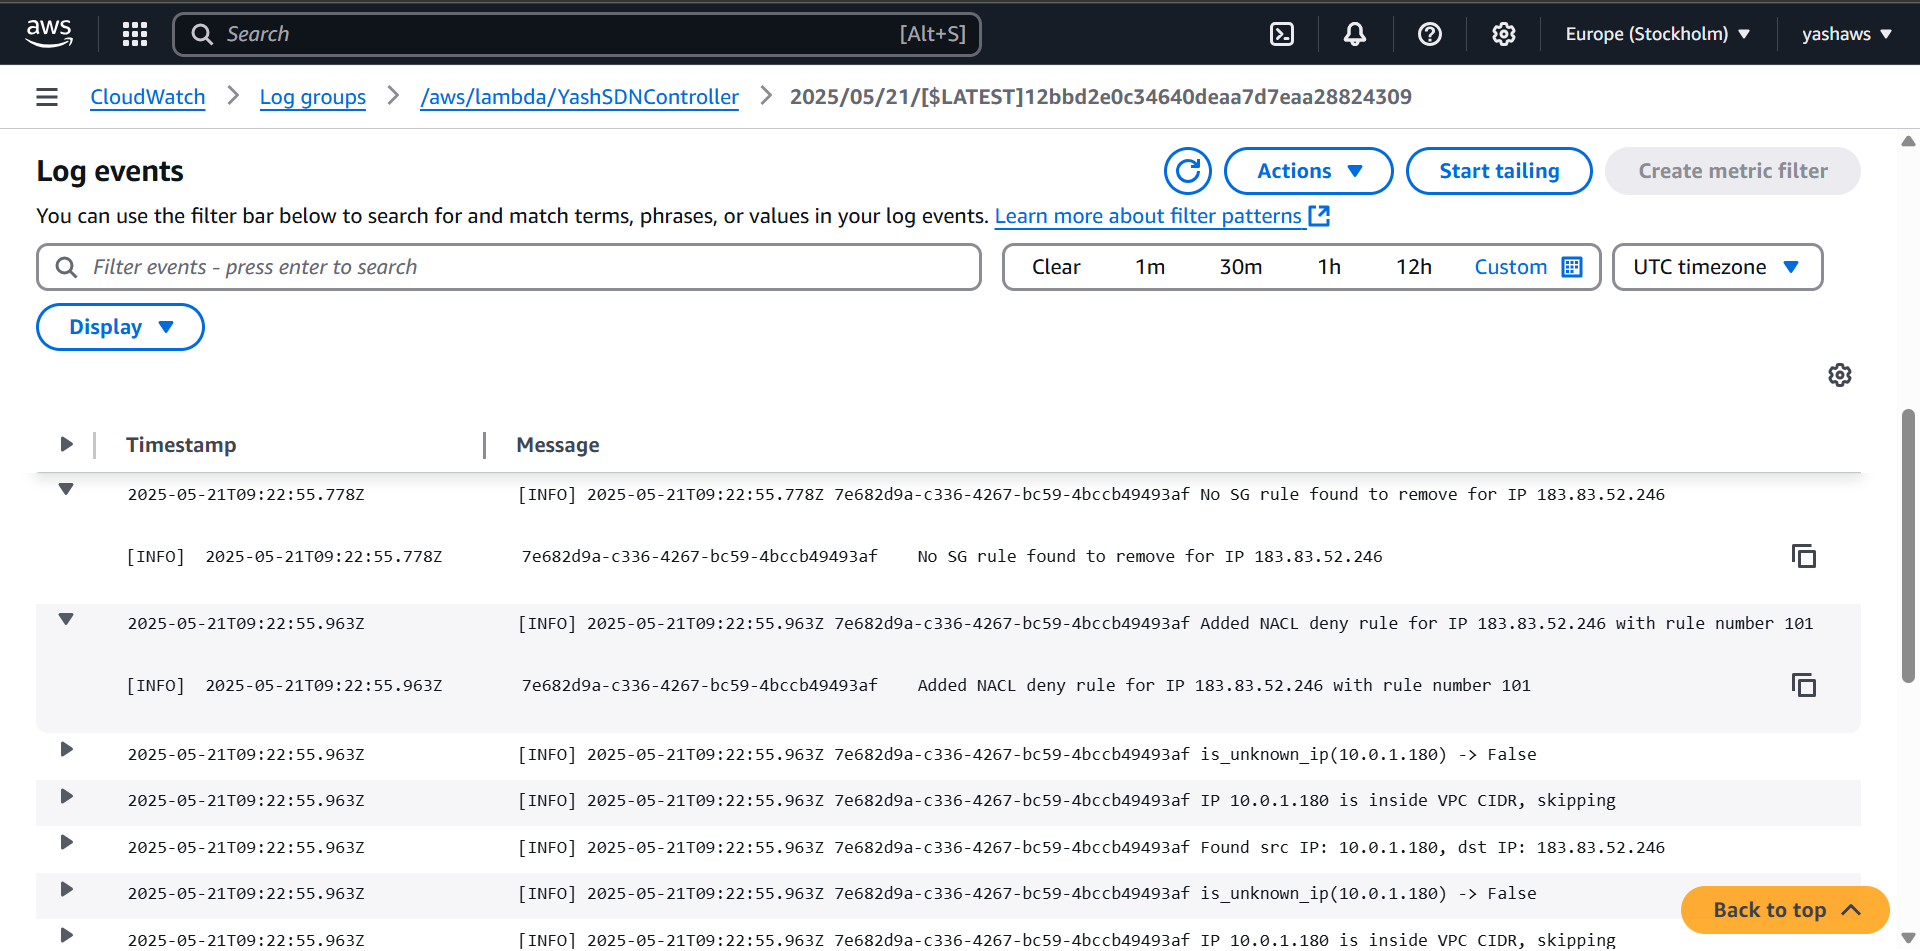 aws
Search [Alt+S] Europe (Stockholm) yashaws
CloudWatch Log groups /aws/lambda/YashSDNController 2025/05/21/[$LATEST]12bbd2e0c34640deaa7d7eaa28824309
Log events Actions Start tailing Create metric filter
You can use the filter bar below to search for and match terms, phrases, or values in your log events. Learn more about filter patterns
Filter events - press enter to search Clear 1m 30m 1h 12h Custom UTC timezone
Display
Timestamp Message
2025-05-21T09:22:55.778Z [INFO] 2025-05-21T09:22:55.778Z 7e682d9a-c336-4267-bc59-4bccb49493af No SG rule found to remove for IP 183.83.52.246
[INFO] 2025-05-21T09:22:55.778Z 7e682d9a-c336-4267-bc59-4bccb49493af No SG rule found to remove for IP 183.83.52.246
2025-05-21T09:22:55.963Z [INFO] 2025-05-21T09:22:55.963Z 7e682d9a-c336-4267-bc59-4bccb49493af Added NACL deny rule for IP 183.83.52.246 with rule number 101
[INFO] 2025-05-21T09:22:55.963Z 7e682d9a-c336-4267-bc59-4bccb49493af Added NACL deny rule for IP 183.83.52.246 with rule number 101
2025-05-21T09:22:55.963Z [INFO] 2025-05-21T09:22:55.963Z 7e682d9a-c336-4267-bc59-4bccb49493af is_unknown_ip(10.0.1.180) -> False
2025-05-21T09:22:55.963Z [INFO] 2025-05-21T09:22:55.963Z 7e682d9a-c336-4267-bc59-4bccb49493af IP 10.0.1.180 is inside VPC CIDR, skipping
2025-05-21T09:22:55.963Z [INFO] 2025-05-21T09:22:55.963Z 7e682d9a-c336-4267-bc59-4bccb49493af Found src IP: 10.0.1.180, dst IP: 183.83.52.246
2025-05-21T09:22:55.963Z [INFO] 2025-05-21T09:22:55.963Z 7e682d9a-c336-4267-bc59-4bccb49493af is_unknown_ip(10.0.1.180) -> False
Back to top
2025-05-21T09:22:55.963Z [INFO] 2025-05-21T09:22:55.963Z 7e682d9a-c336-4267-bc59-4bccb49493af IP 10.0.1.180 is inside VPC CIDR, skipping